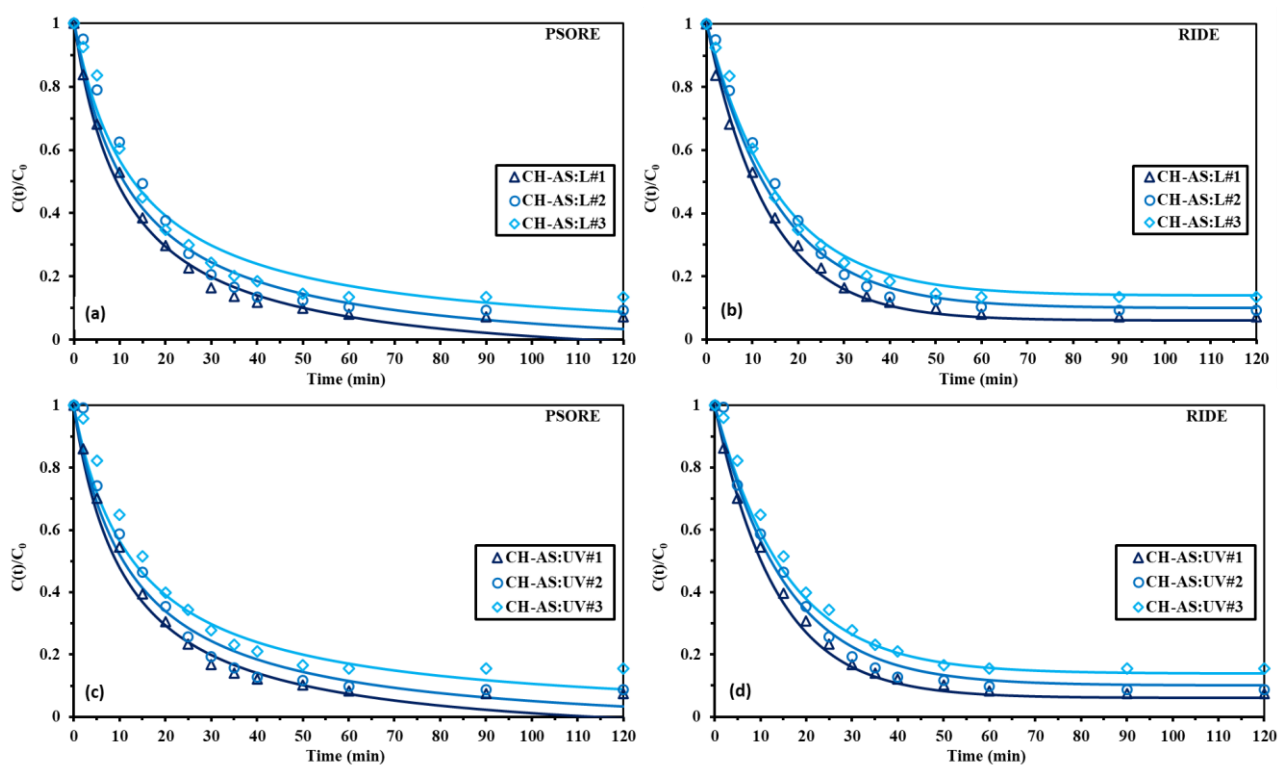 PSORE
1
0.8
0.6
0.4
0.2
0
C(t)/C₀
CH-AS:L#1
CH-AS:L#2
CH-AS:L#3
(a)
0 10 20 30 40 50 60 70 80 90 100 110 120
Time (min)
RIDE
1
0.8
0.6
0.4
0.2
0
C(t)/C₀
CH-AS:L#1
CH-AS:L#2
CH-AS:L#3
(b)
0 10 20 30 40 50 60 70 80 90 100 110 120
Time (min)
PSORE
1
0.8
0.6
0.4
0.2
0
C(t)/C₀
CH-AS:UV#1
CH-AS:UV#2
CH-AS:UV#3
(c)
0 10 20 30 40 50 60 70 80 90 100 110 120
Time (min)
RIDE
1
0.8
0.6
0.4
0.2
0
C(t)/C₀
CH-AS:UV#1
CH-AS:UV#2
CH-AS:UV#3
(d)
0 10 20 30 40 50 60 70 80 90 100 110 120
Time (min)